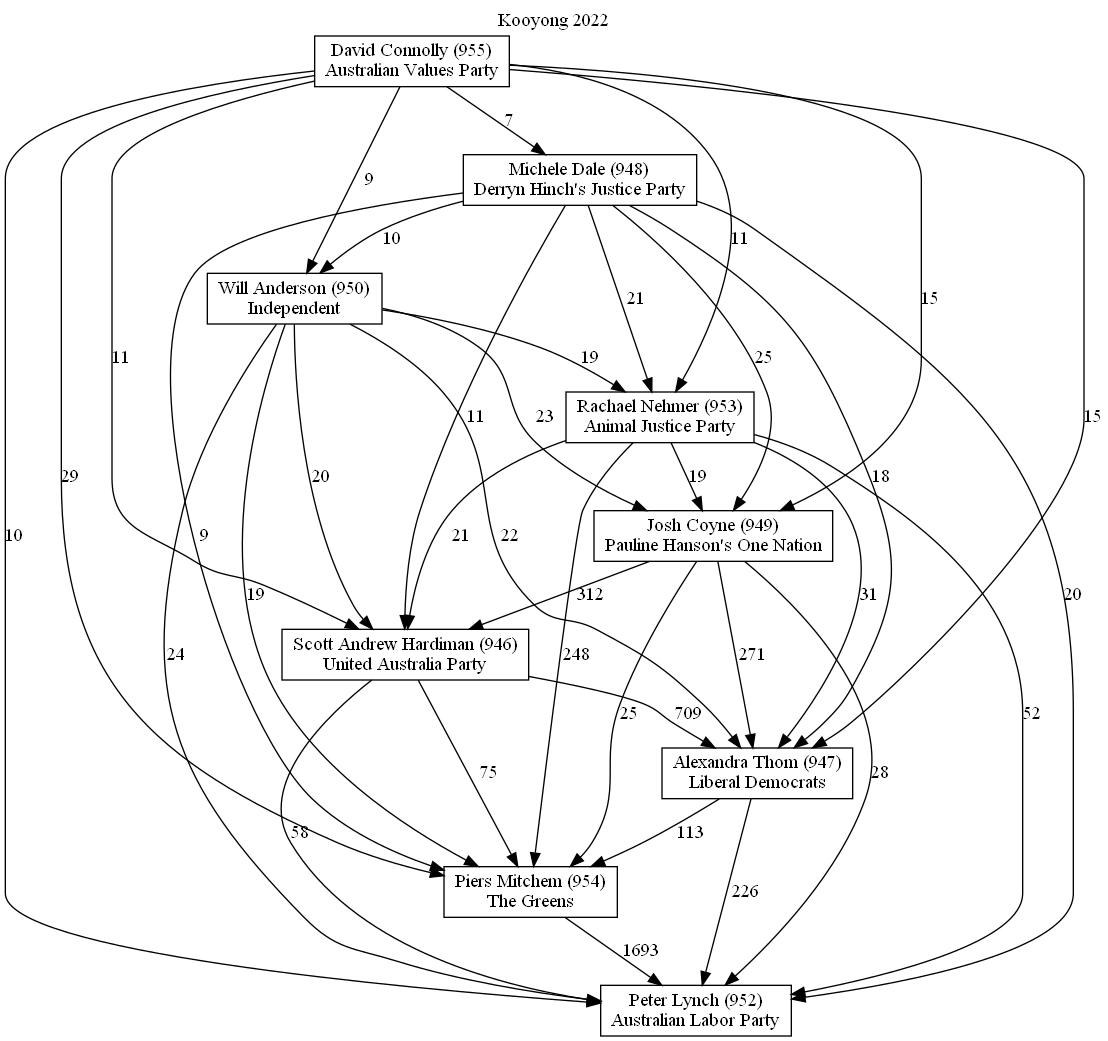 Kooyong 2022
David Connolly (955)
Australian Values Party
7
9
Michele Dale (948)
Derryn Hinch's Justice Party
10
11
Will Anderson (950)
Independent
21
15
11
19
25
Rachael Nehmer (953)
Animal Justice Party
11
23
15
29
20
19
18
Josh Coyne (949)
Pauline Hanson's One Nation
10
9
21
22
19
312
31
20
Scott Andrew Hardiman (946)
United Australia Party
24
248
271
25
709
52
Alexandra Thom (947)
Liberal Democrats
75
28
58
113
Piers Mitchem (954)
The Greens
226
1693
Peter Lynch (952)
Australian Labor Party